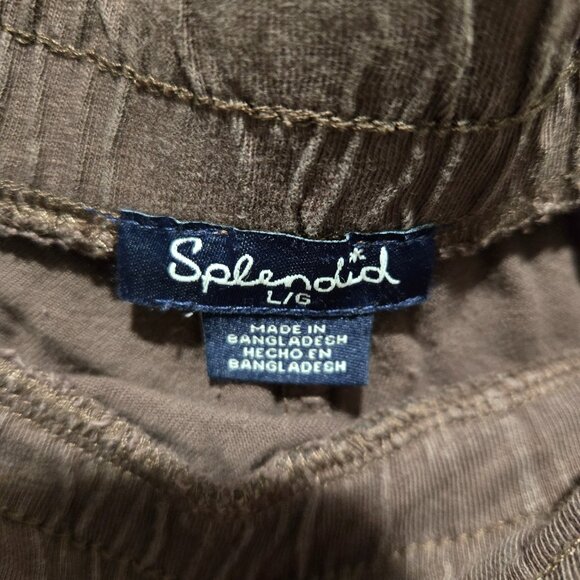 Splendid
L/G
MADE IN
BANGLADESH
HECHO EN
BANGLADESH